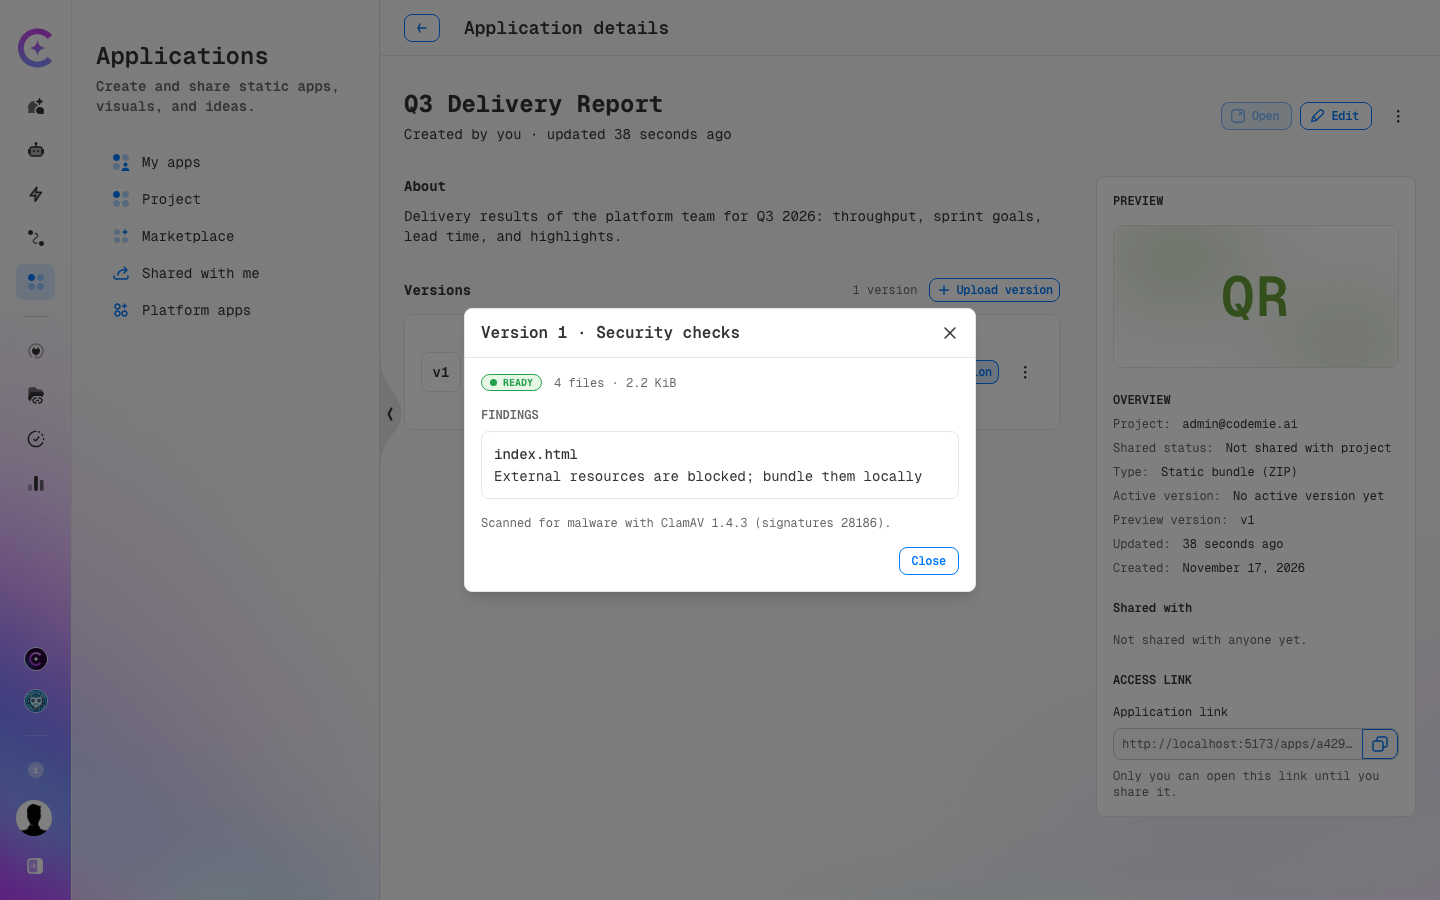 Applications
Create and share static apps,
visuals, and ideas.
My apps
Project
Marketplace
Shared with me
Platform apps
Application details
Q3 Delivery Report
Created by you · updated 38 seconds ago
Open
Edit
About
Delivery results of the platform team for Q3 2026: throughput, sprint goals,
lead time, and highlights.
Versions
1 version
Upload version
v1
Version 1 · Security checks
READY
4 files · 2.2 KiB
FINDINGS
index.html
External resources are blocked; bundle them locally
Scanned for malware with ClamAV 1.4.3 (signatures 28186).
Close
PREVIEW
QR
OVERVIEW
Project: admin@codemie.ai
Shared status: Not shared with project
Type: Static bundle (ZIP)
Active version: No active version yet
Preview version: v1
Updated: 38 seconds ago
Created: November 17, 2026
Shared with
Not shared with anyone yet.
ACCESS LINK
Application link
http://localhost:5173/apps/a429…
Only you can open this link until you
share it.